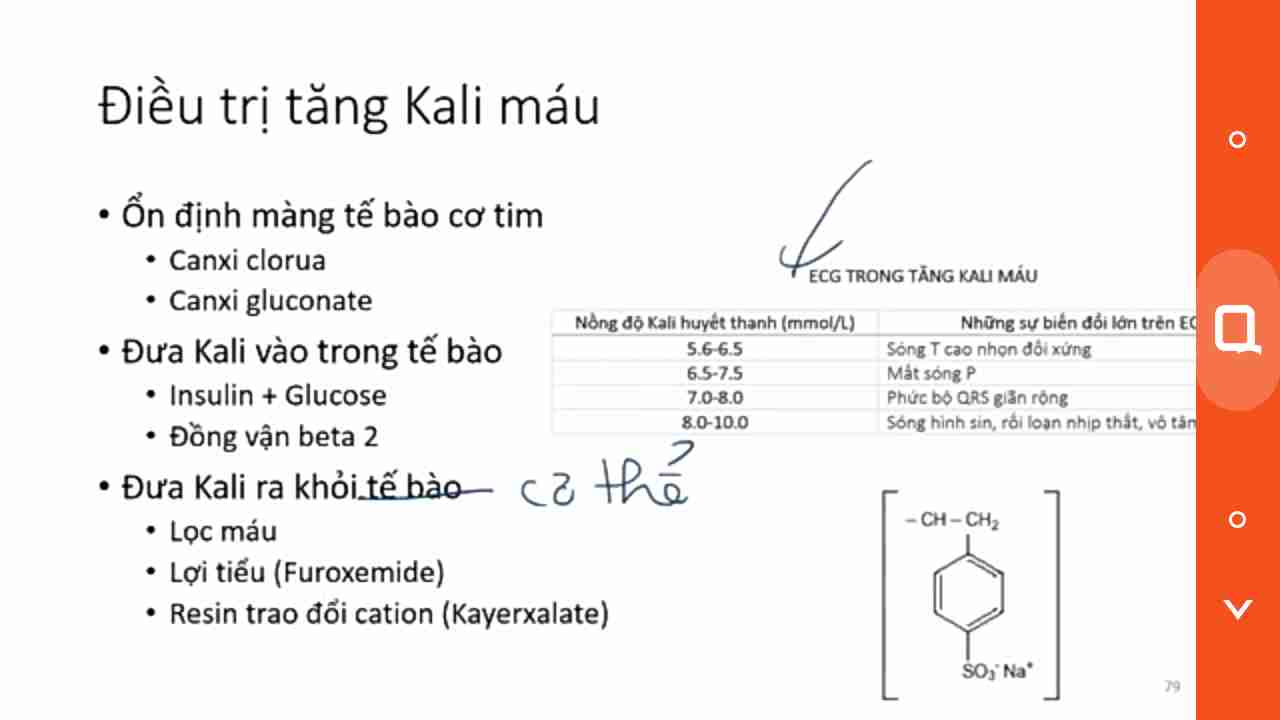 Điều trị tăng Kali máu
• Ổn định màng tế bào cơ tim
• Canxi clorua
• Canxi gluconate
• Đưa Kali vào trong tế bào
• Insulin + Glucose
• Đồng vận beta 2
• Đưa Kali ra khỏi tế bào cơ thể
• Lọc máu
• Lợi tiểu (Furoxemide)
• Resin trao đổi cation (Kayerxalate)
ECG TRONG TĂNG KALI MÁU
Nồng độ Kali huyết thanh (mmol/L) Những sự biến đổi lớn trên EC
5.6-6.5 Sóng T cao nhọn đối xứng
6.5-7.5 Mất sóng P
7.0-8.0 Phức bộ QRS giãn rộng
8.0-10.0 Sóng hình sin, rối loạn nhịp thất, vô tâm
– CH – CH₂
SO₃⁻ Na⁺
79